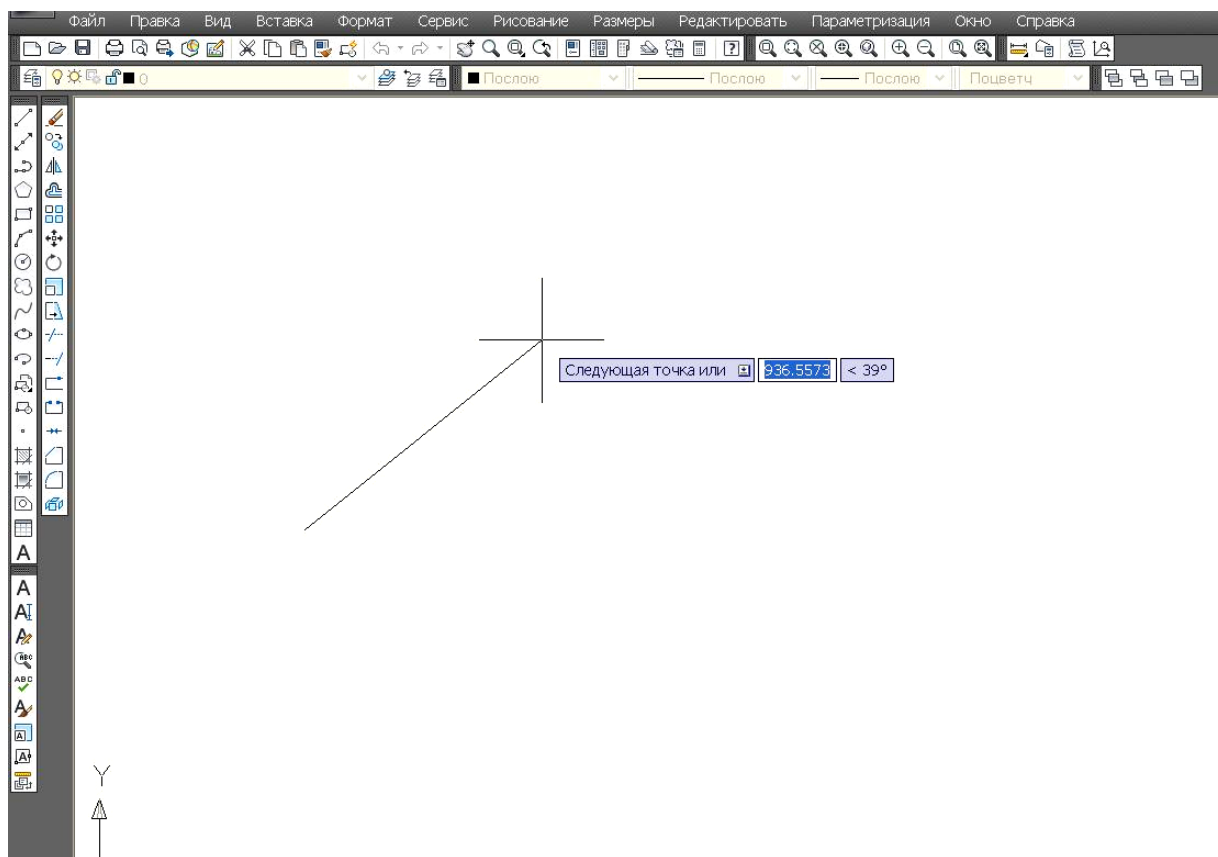 Файл Правка Вид Вставка Формат Сервис Рисование Размеры Редактировать Параметризация Окно Справка
0 Послою Послою Послою Поцвету
Следующая точка или 936.5573 < 39°
A
A
Y